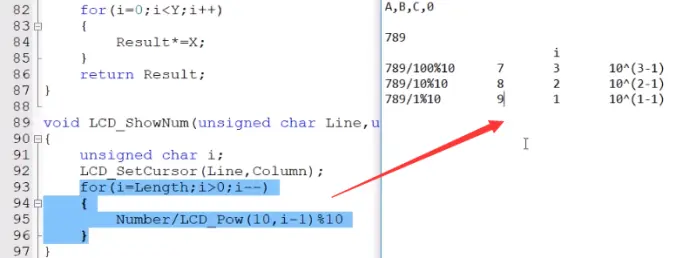 82 for(i=0;i<Y;i++)
83 {
84 Result*=X;
85 }
86 return Result;
87 }
88
89 void LCD_ShowNum(unsigned char Line,u
90 {
91 unsigned char i;
92 LCD_SetCursor(Line,Column);
93 for(i=Length;i>0;i--)
94 {
95 Number/LCD_Pow(10,i-1)%10
96 }
97 }
A,B,C,0
789
i
789/100%10 7 3 10^(3-1)
789/10%10 8 2 10^(2-1)
789/1%10 9 1 10^(1-1)